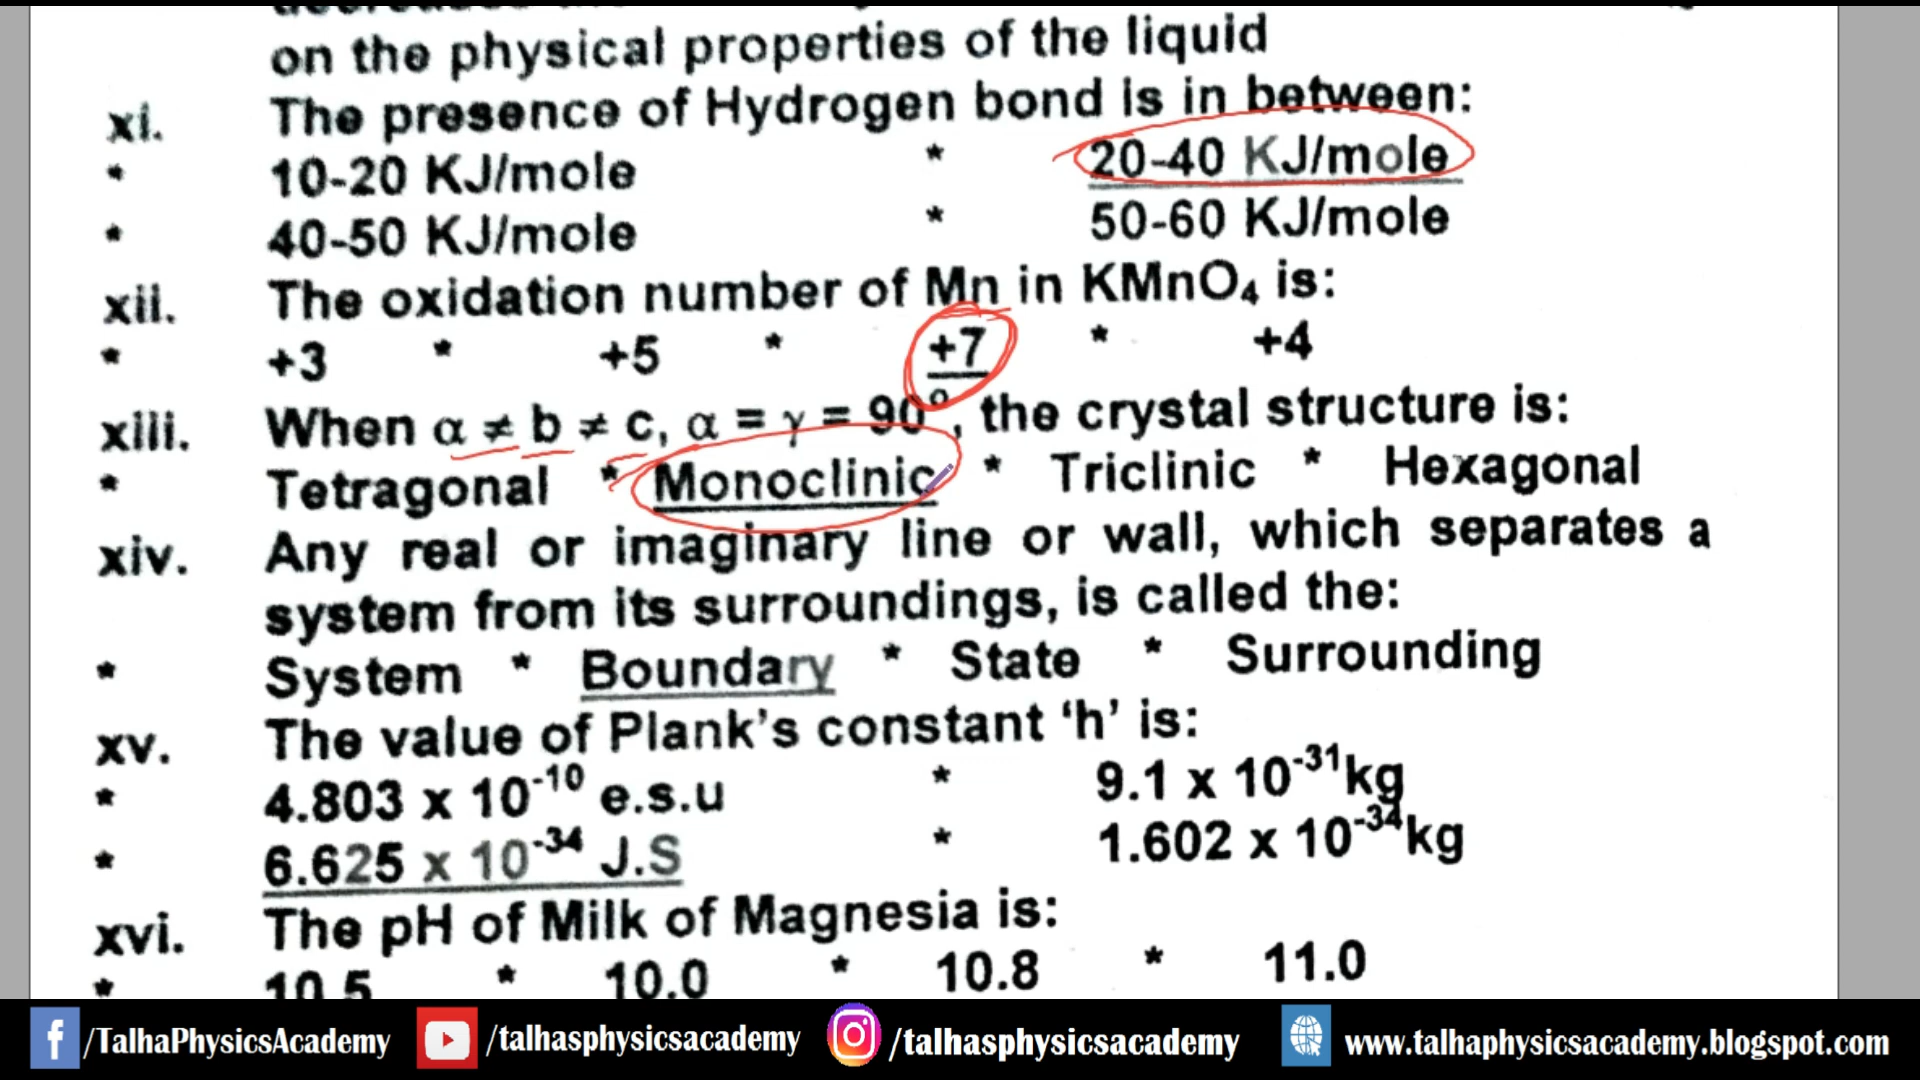 on the physical properties of the liquid
xi. The presence of Hydrogen bond is in between:
* 10-20 KJ/mole * 20-40 KJ/mole
* 40-50 KJ/mole * 50-60 KJ/mole
xii. The oxidation number of Mn in KMnO₄ is:
* +3 * +5 * +7 * +4
xiii. When α ≠ b ≠ c, α = γ = 90°, the crystal structure is:
* Tetragonal * Monoclinic * Triclinic * Hexagonal
xiv. Any real or imaginary line or wall, which separates a
system from its surroundings, is called the:
* System * Boundary * State * Surrounding
xv. The value of Plank's constant ‘h’ is:
* 4.803 x 10⁻¹⁰ e.s.u * 9.1 x 10⁻³¹kg
* 6.625 x 10⁻³⁴ J.S * 1.602 x 10⁻³⁴kg
xvi. The pH of Milk of Magnesia is:
* 10.5 * 10.0 * 10.8 * 11.0
/TalhaPhysicsAcademy /talhasphysicsacademy /talhasphysicsacademy www.talhaphysicsacademy.blogspot.com